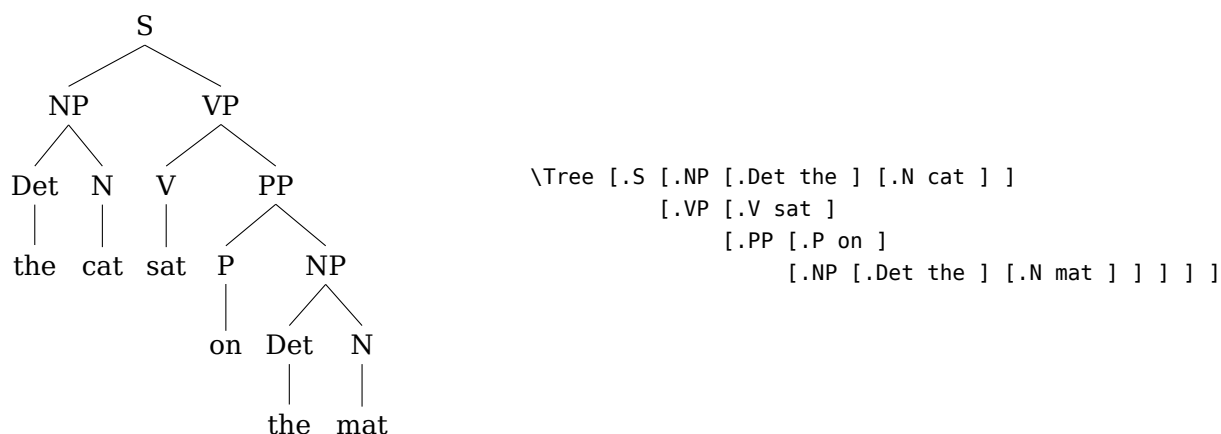 S
NP VP
Det N V PP
the cat sat P NP
on Det N
the mat
\Tree [.S [.NP [.Det the ] [.N cat ] ]
[.VP [.V sat ]
[.PP [.P on ]
[.NP [.Det the ] [.N mat ] ] ] ] ]